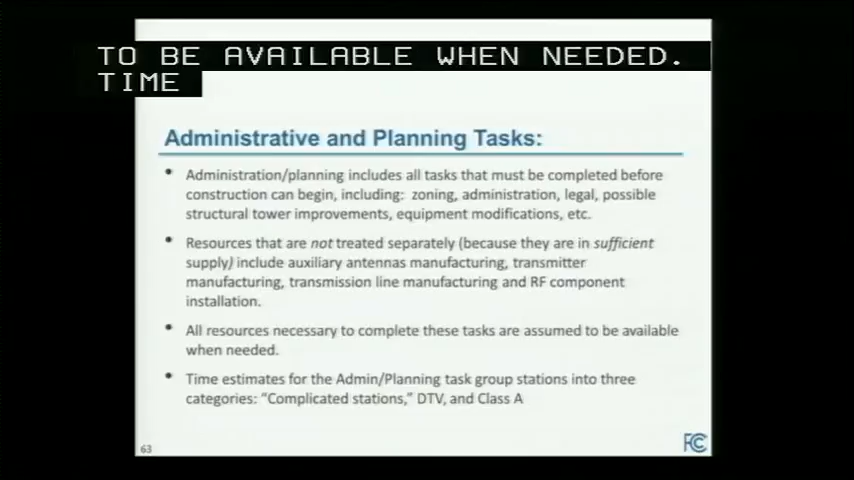 TO BE AVAILABLE WHEN NEEDED.
TIME
Administrative and Planning Tasks:
• Administration/planning includes all tasks that must be completed before
construction can begin, including: zoning, administration, legal, possible
structural tower improvements, equipment modifications, etc.
• Resources that are not treated separately (because they are in sufficient
supply) include auxiliary antennas manufacturing, transmitter
manufacturing, transmission line manufacturing and RF component
installation.
• All resources necessary to complete these tasks are assumed to be available
when needed.
• Time estimates for the Admin/Planning task group stations into three
categories: “Complicated stations,” DTV, and Class A
63
FCC